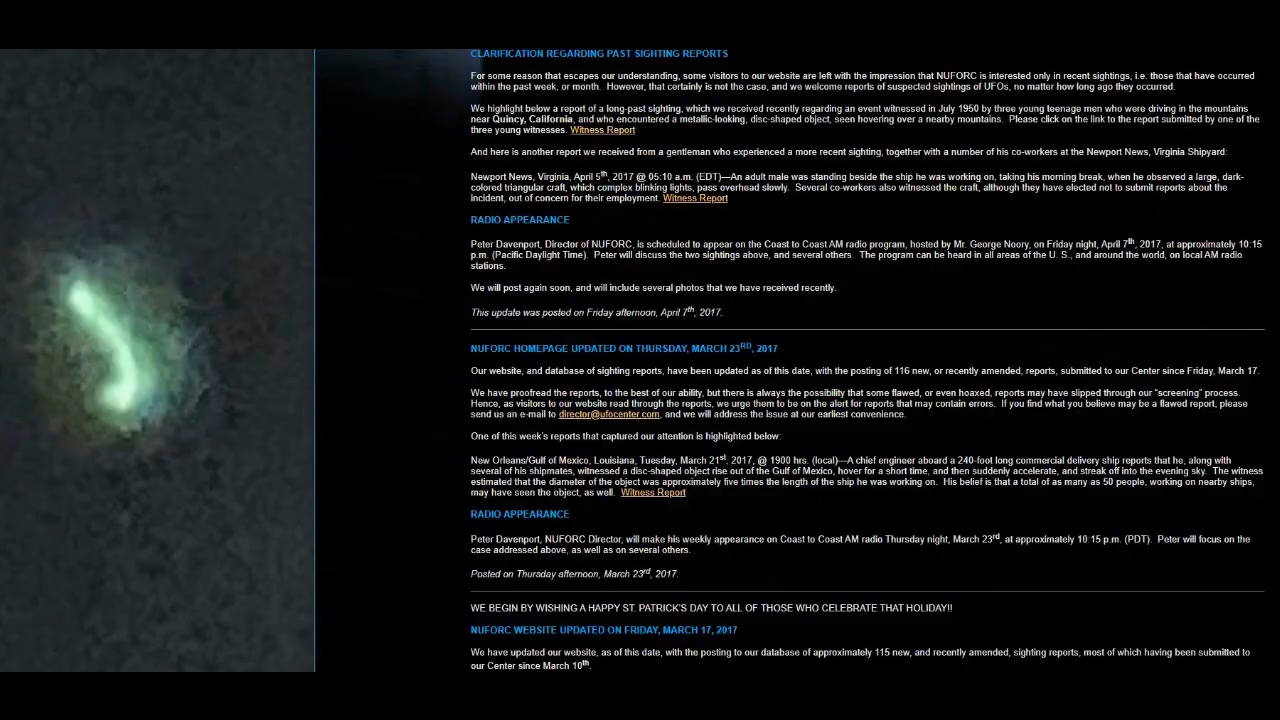 CLARIFICATION REGARDING PAST SIGHTING REPORTS
For some reason that escapes our understanding, some visitors to our website are left with the impression that NUFORC is interested only in recent sightings, i.e. those that have occurred
within the past week, or month.  However, that certainly is not the case, and we welcome reports of suspected sightings of UFOs, no matter how long ago they occurred.
We highlight below a report of a long-past sighting, which we received recently regarding an event witnessed in July 1950 by three young teenage men who were driving in the mountains
near Quincy, California, and who encountered a metallic-looking, disc-shaped object, seen hovering over a nearby mountains.  Please click on the link to the report submitted by one of the
three young witnesses. Witness Report
And here is another report we received from a gentleman who experienced a more recent sighting, together with a number of his co-workers at the Newport News, Virginia Shipyard:
Newport News, Virginia, April 5th, 2017 @ 05:10 a.m. (EDT)—An adult male was standing beside the ship he was working on, taking his morning break, when he observed a large, dark-
colored triangular craft, which complex blinking lights, pass overhead slowly.  Several co-workers also witnessed the craft, although they have elected not to submit reports about the
incident, out of concern for their employment. Witness Report
RADIO APPEARANCE
Peter Davenport, Director of NUFORC, is scheduled to appear on the Coast to Coast AM radio program, hosted by Mr. George Noory, on Friday night, April 7th, 2017, at approximately 10:15
p.m. (Pacific Daylight Time).  Peter will discuss the two sightings above, and several others.  The program can be heard in all areas of the U. S., and around the world, on local AM radio
stations.
We will post again soon, and will include several photos that we have received recently.
This update was posted on Friday afternoon, April 7th, 2017.
NUFORC HOMEPAGE UPDATED ON THURSDAY, MARCH 23RD, 2017
Our website, and database of sighting reports, have been updated as of this date, with the posting of 116 new, or recently amended, reports, submitted to our Center since Friday, March 17.
We have proofread the reports, to the best of our ability, but there is always the possibility that some flawed, or even hoaxed, reports may have slipped through our “screening” process.
Hence, as visitors to our website read through the reports, we urge them to be on the alert for reports that may contain errors.  If you find what you believe may be a flawed report, please
send us an e-mail to director@ufocenter.com, and we will address the issue at our earliest convenience.
One of this week's reports that captured our attention is highlighted below:
New Orleans/Gulf of Mexico, Louisiana, Tuesday, March 21st, 2017, @ 1900 hrs. (local)—A chief engineer aboard a 240-foot long commercial delivery ship reports that he, along with
several of his shipmates, witnessed a disc-shaped object rise out of the Gulf of Mexico, hover for a short time, and then suddenly accelerate, and streak off into the evening sky.  The witness
estimated that the diameter of the object was approximately five times the length of the ship he was working on.  His belief is that a total of as many as 50 people, working on nearby ships,
may have seen the object, as well.  Witness Report
RADIO APPEARANCE
Peter Davenport, NUFORC Director, will make his weekly appearance on Coast to Coast AM radio Thursday night, March 23rd, at approximately 10:15 p.m. (PDT).  Peter will focus on the
case addressed above, as well as on several others.
Posted on Thursday afternoon, March 23rd, 2017.
WE BEGIN BY WISHING A HAPPY ST. PATRICK'S DAY TO ALL OF THOSE WHO CELEBRATE THAT HOLIDAY!!
NUFORC WEBSITE UPDATED ON FRIDAY, MARCH 17, 2017
We have updated our website, as of this date, with the posting to our database of approximately 115 new, and recently amended, sighting reports, most of which having been submitted to
our Center since March 10th.